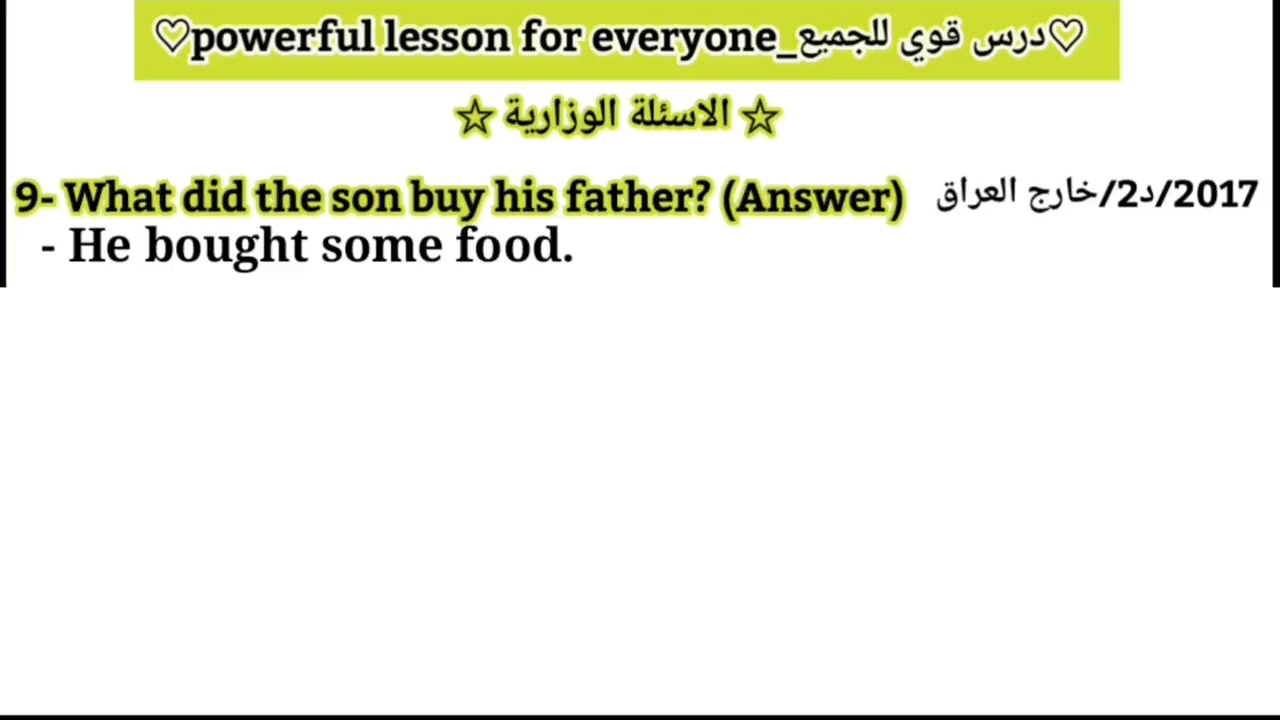 ♡powerful lesson for everyone_درس قوي للجميع♡
☆ الاسئلة الوزارية ☆
9- What did the son buy his father? (Answer) 2017/د2/خارج العراق
- He bought some food.